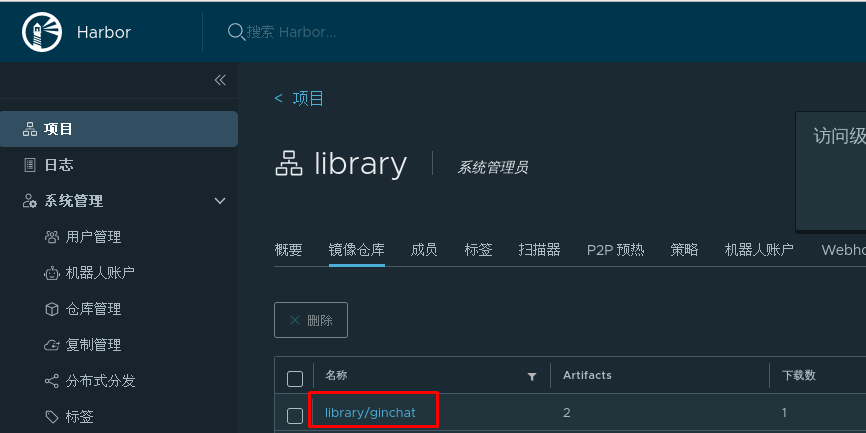 Harbor
搜索 Harbor...
项目
日志
系统管理
用户管理
机器人账户
仓库管理
复制管理
分布式分发
标签
< 项目
library
系统管理员
访问级
概要 镜像仓库 成员 标签 扫描器 P2P 预热 策略 机器人账户 Webho
删除
名称 Artifacts 下载数
library/ginchat 2 1